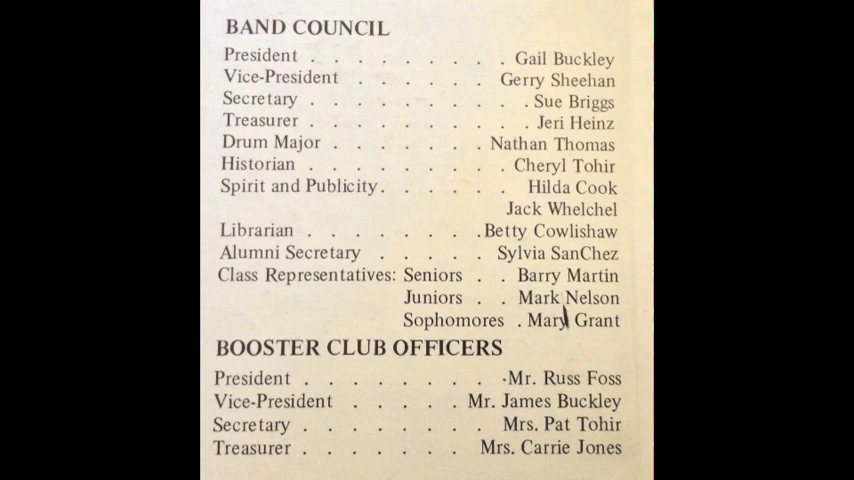 BAND COUNCIL
President . . . . . . . . . Gail Buckley
Vice-President . . . . . . Gerry Sheehan
Secretary . . . . . . . . . . Sue Briggs
Treasurer . . . . . . . . . . Jeri Heinz
Drum Major . . . . . . . Nathan Thomas
Historian . . . . . . . . . Cheryl Tohir
Spirit and Publicity. . . . . . Hilda Cook
Jack Whelchel
Librarian . . . . . . . .Betty Cowlishaw
Alumni Secretary . . . . . Sylvia SanChez
Class Representatives: Seniors . . Barry Martin
Juniors . . Mark Nelson
Sophomores . Mary Grant
BOOSTER CLUB OFFICERS
President . . . . . . . . .Mr. Russ Foss
Vice-President . . . . . Mr. James Buckley
Secretary . . . . . . . . Mrs. Pat Tohir
Treasurer . . . . . . . Mrs. Carrie Jones